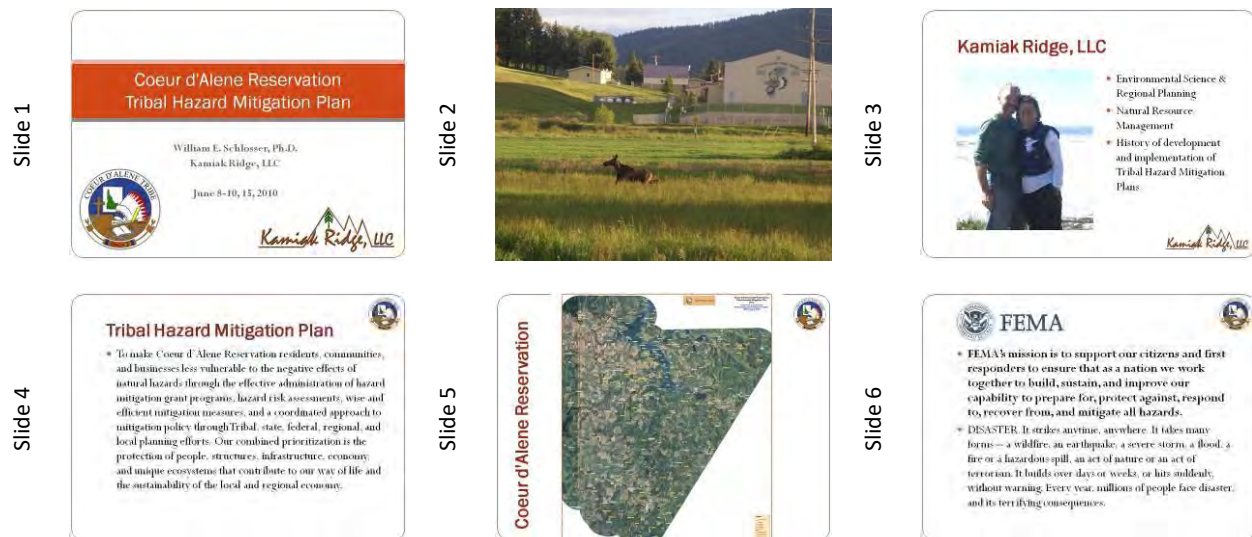 Slide 1
Coeur d'Alene Reservation
Tribal Hazard Mitigation Plan
William E. Schlosser, Ph.D.
Kamiak Ridge, LLC
June 8-10, 15, 2010
COEUR D'ALENE TRIBE
Kamiak Ridge, LLC
Slide 2
Slide 3
Kamiak Ridge, LLC
• Environmental Science &
Regional Planning
• Natural Resource
Management
• History of development
and implementation of
Tribal Hazard Mitigation
Plans
Kamiak Ridge, LLC
Slide 4
Tribal Hazard Mitigation Plan
• To make Coeur d'Alene Reservation residents, communities,
and businesses less vulnerable to the negative effects of
natural hazards through the effective administration of hazard
mitigation grant programs, hazard risk assessments, wise and
efficient mitigation measures, and a coordinated approach to
mitigation policy through Tribal, state, federal, regional, and
local planning efforts. Our combined prioritization is the
protection of people, structures, infrastructure, economy,
and unique ecosystems that contribute to our way of life and
the sustainability of the local and regional economy.
Slide 5
Coeur d'Alene Reservation
Slide 6
FEMA
• FEMA's mission is to support our citizens and first
responders to ensure that as a nation we work
together to build, sustain, and improve our
capability to prepare for, protect against, respond
to, recover from, and mitigate all hazards.
• DISASTER. It strikes anytime, anywhere. It takes many
forms — a wildfire, an earthquake, a severe storm, a flood, a
fire or a hazardous spill, an act of nature or an act of
terrorism. It builds over days or weeks, or hits suddenly,
without warning. Every year, millions of people face disaster,
and its terrifying consequences.